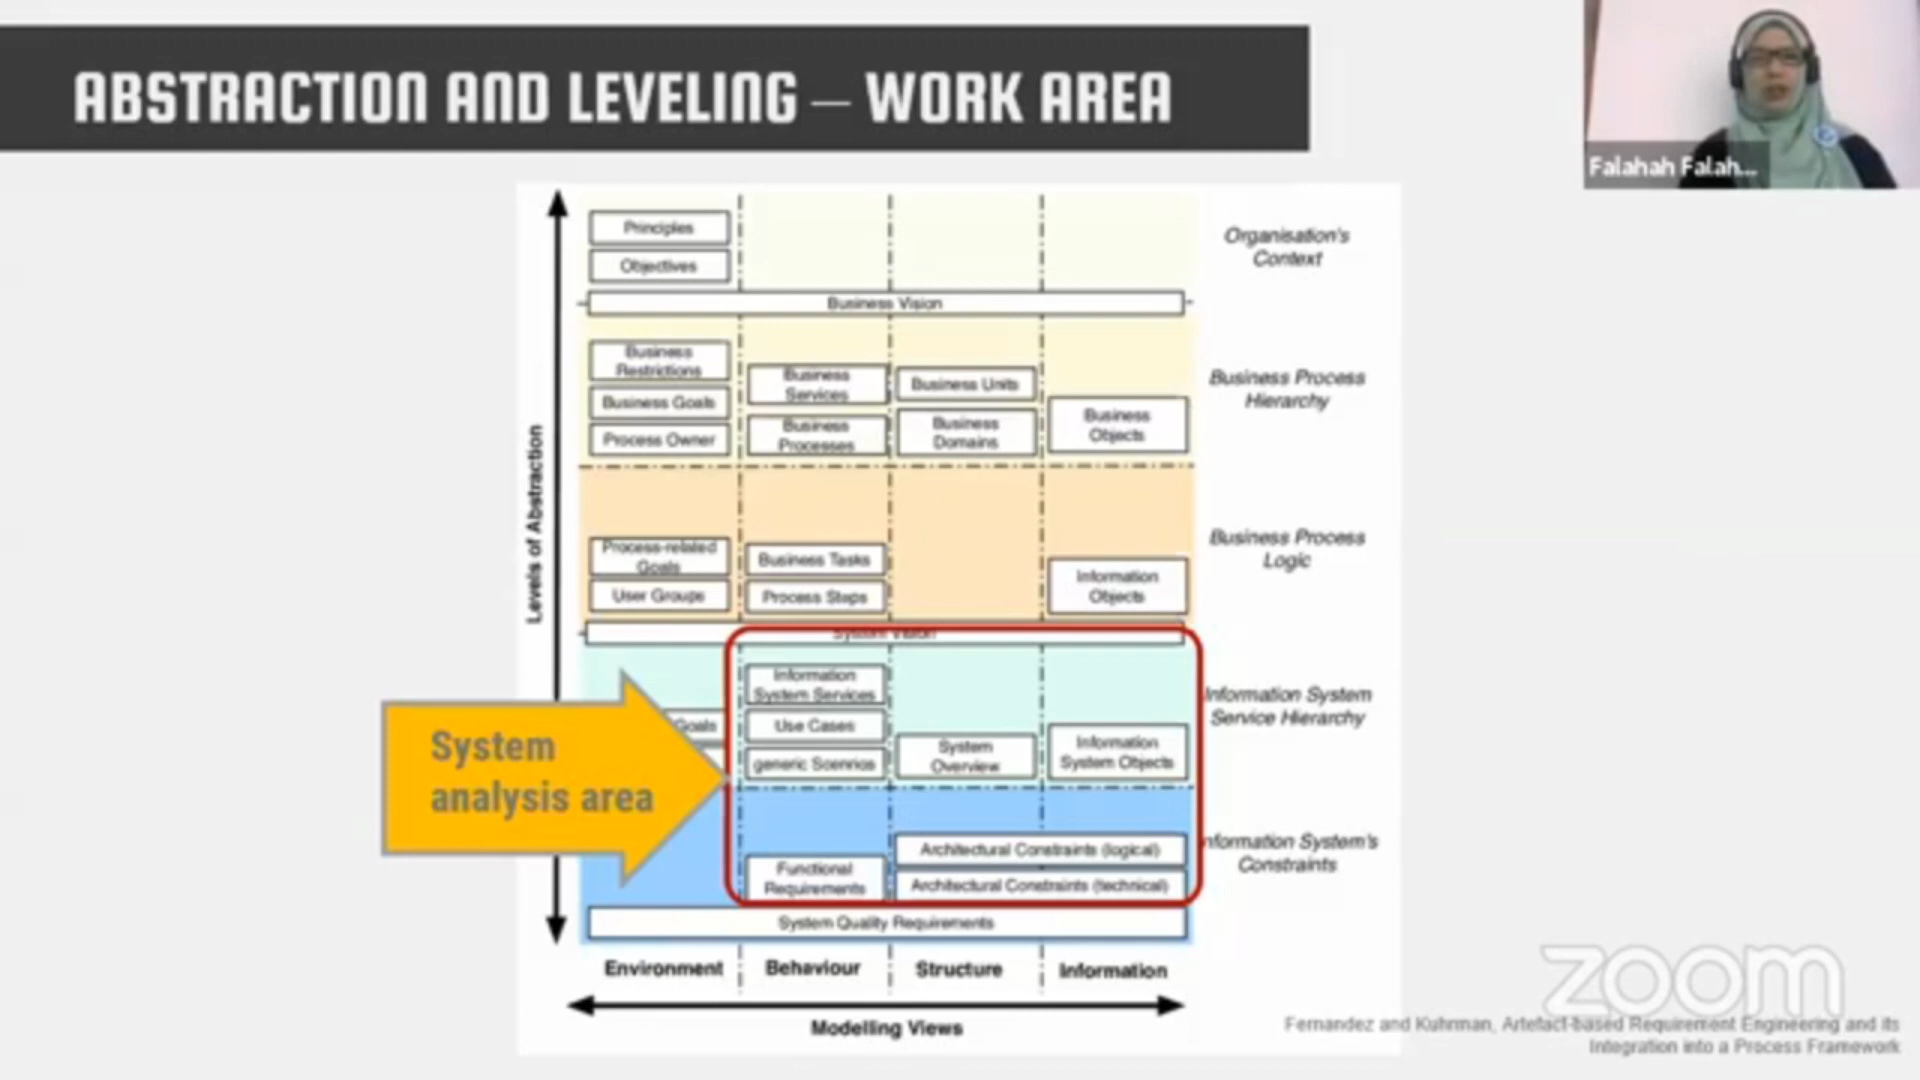 ABSTRACTION AND LEVELING – WORK AREA
Falahah Falah...
Principles
Objectives
Organisation's
Context
Business Vision
Business
Restrictions
Business Goals
Process Owner
Business
Services
Business
Processes
Business Units
Business
Domains
Business
Objects
Business Process
Hierarchy
Levels of Abstraction
Process-related
Goals
User Groups
Business Tasks
Process Steps
Information
Objects
Business Process
Logic
System Vision
System
analysis area
Goals
Information
System Services
Use Cases
generic Scenrios
System
Overview
Information
System Objects
Information System
Service Hierarchy
Functional
Requirements
Architectural Constraints (logical)
Architectural Constraints (technical)
nformation System's
Constraints
System Quality Requirements
Environment
Behaviour
Structure
Information
Modelling Views
zoom
Fernandez and Kuhrman, Artefact-based Requirement Engineering and its
Integration into a Process Framework